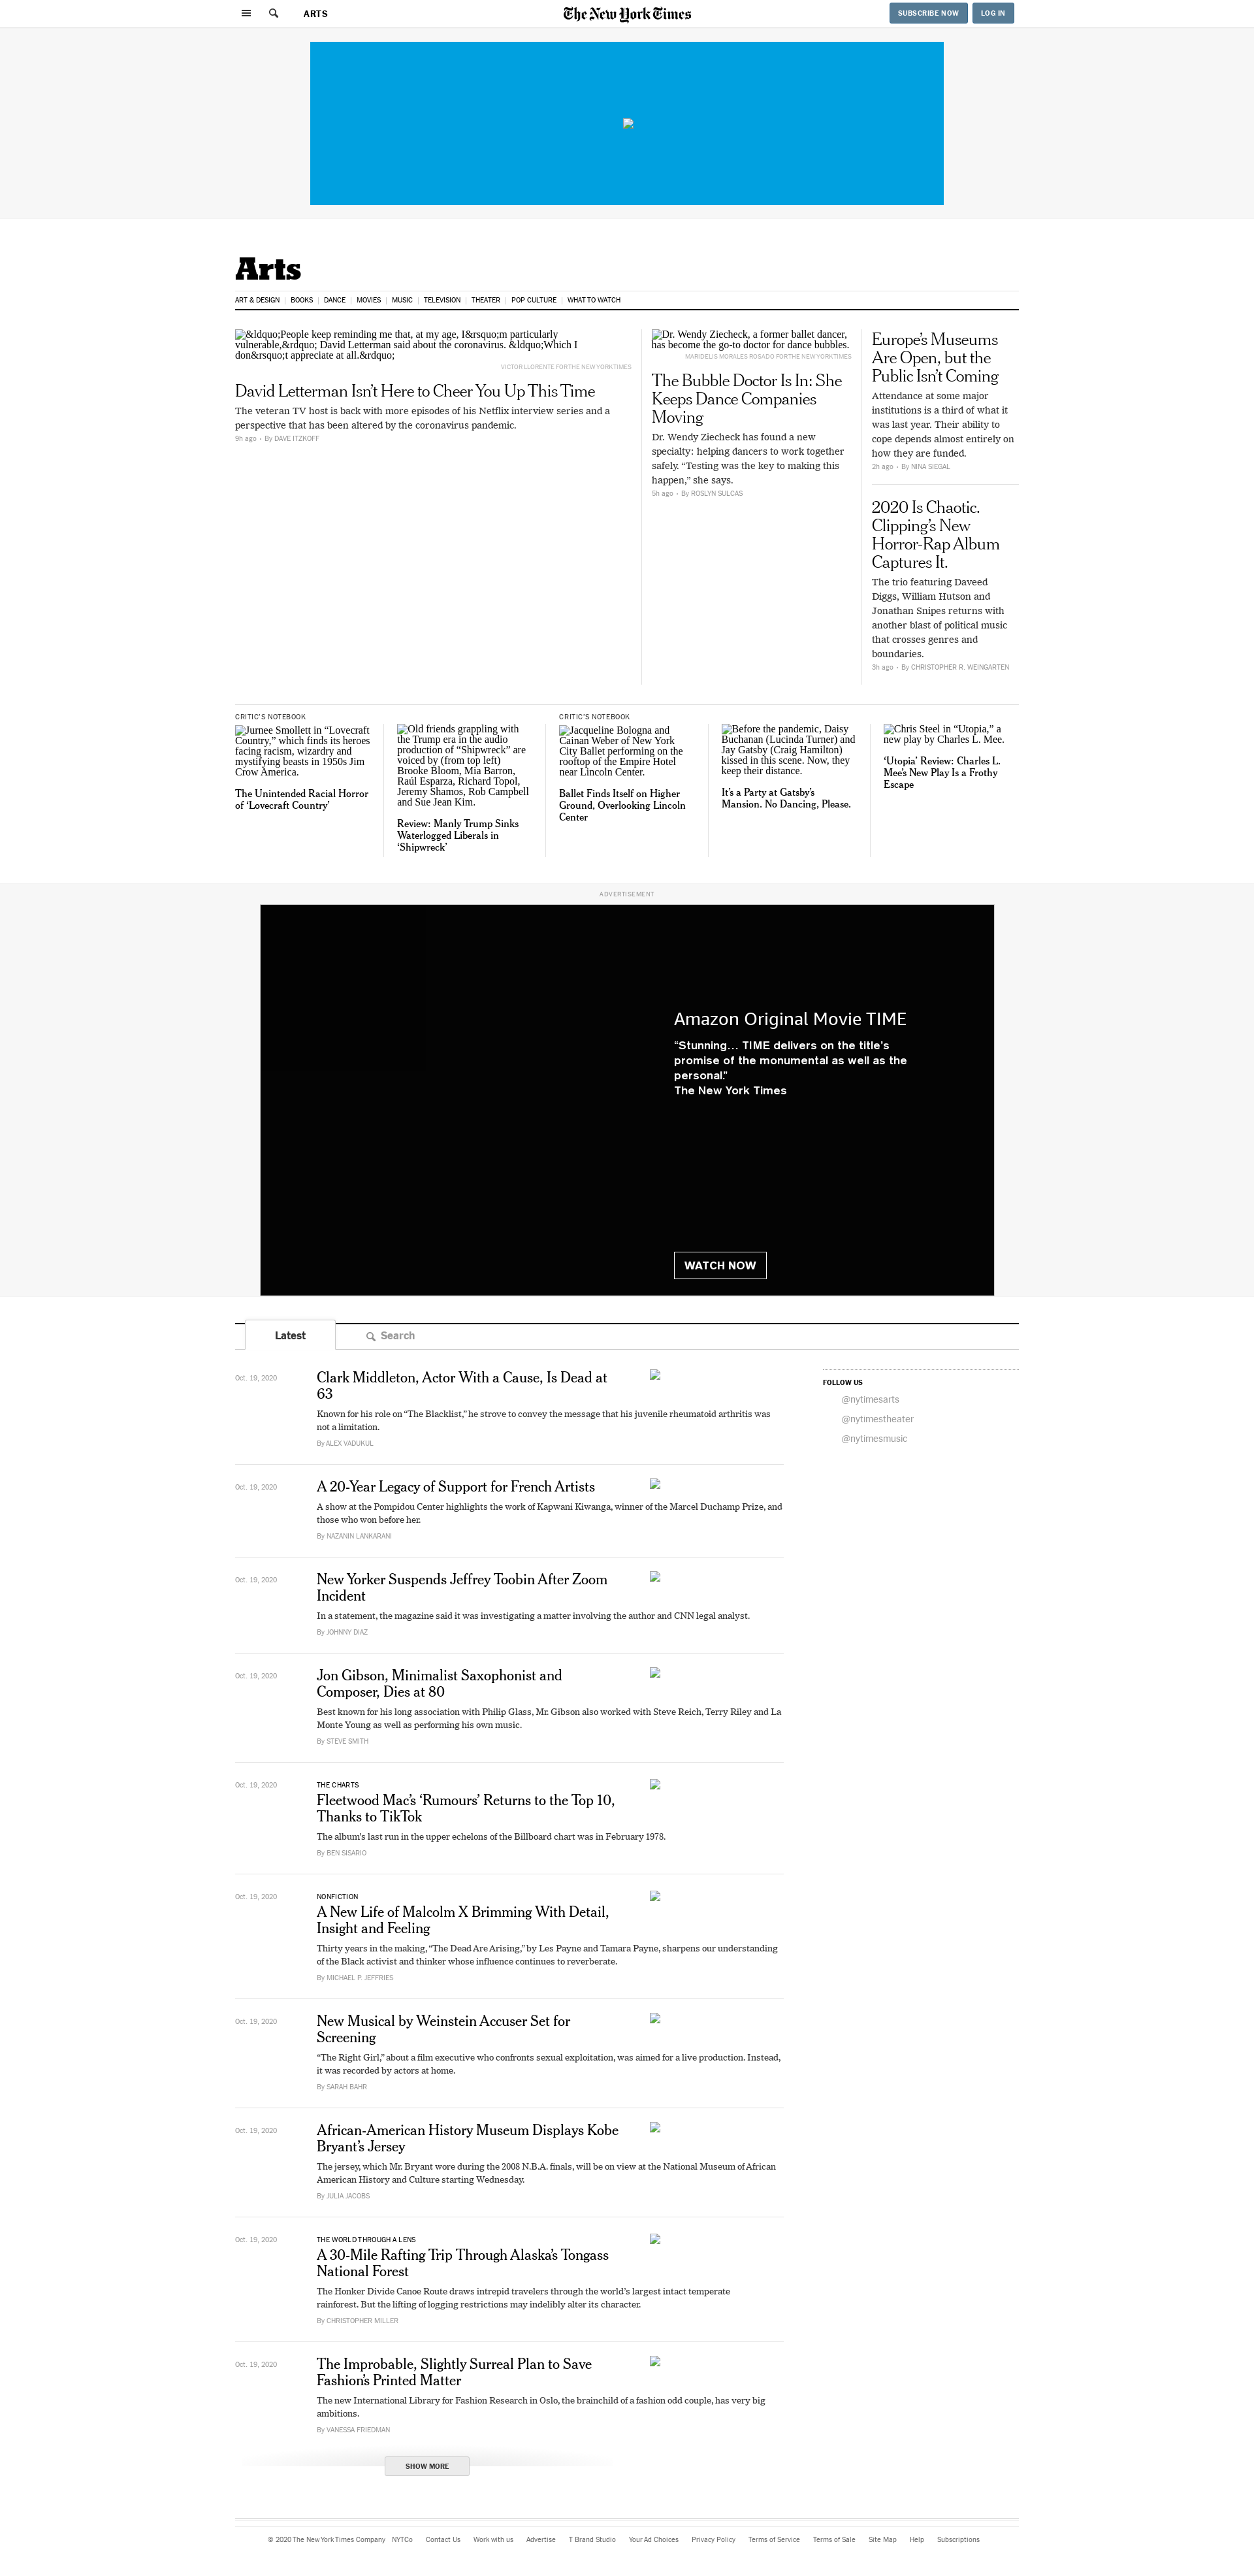 ARTS
The New York Times
SUBSCRIBE NOW
LOG IN
Arts
ART & DESIGN
BOOKS
DANCE
MOVIES
MUSIC
TELEVISION
THEATER
POP CULTURE
WHAT TO WATCH
&ldquo;People keep reminding me that, at my age, I&rsquo;m particularly
vulnerable,&rdquo; David Letterman said about the coronavirus. &ldquo;Which I
don&rsquo;t appreciate at all.&rdquo;
VICTOR LLORENTE FOR THE NEW YORK TIMES
David Letterman Isn’t Here to Cheer You Up This Time
The veteran TV host is back with more episodes of his Netflix interview series and a
perspective that has been altered by the coronavirus pandemic.
9h ago • By DAVE ITZKOFF
Dr. Wendy Ziecheck, a former ballet dancer,
has become the go-to doctor for dance bubbles.
MARIDELIS MORALES ROSADO FOR THE NEW YORK TIMES
The Bubble Doctor Is In: She
Keeps Dance Companies
Moving
Dr. Wendy Ziecheck has found a new
specialty: helping dancers to work together
safely. “Testing was the key to making this
happen,” she says.
5h ago • By ROSLYN SULCAS
Europe’s Museums
Are Open, but the
Public Isn’t Coming
Attendance at some major
institutions is a third of what it
was last year. Their ability to
cope depends almost entirely on
how they are funded.
2h ago • By NINA SIEGAL
2020 Is Chaotic.
Clipping’s New
Horror-Rap Album
Captures It.
The trio featuring Daveed
Diggs, William Hutson and
Jonathan Snipes returns with
another blast of political music
that crosses genres and
boundaries.
3h ago • By CHRISTOPHER R. WEINGARTEN
CRITIC’S NOTEBOOK
Jurnee Smollett in “Lovecraft
Country,” which finds its heroes
facing racism, wizardry and
mystifying beasts in 1950s Jim
Crow America.
The Unintended Racial Horror
of ‘Lovecraft Country’
Old friends grappling with
the Trump era in the audio
production of “Shipwreck” are
voiced by (from top left)
Brooke Bloom, Mia Barron,
Raúl Esparza, Richard Topol,
Jeremy Shamos, Rob Campbell
and Sue Jean Kim.
Review: Manly Trump Sinks
Waterlogged Liberals in
‘Shipwreck’
CRITIC’S NOTEBOOK
Jacqueline Bologna and
Cainan Weber of New York
City Ballet performing on the
rooftop of the Empire Hotel
near Lincoln Center.
Ballet Finds Itself on Higher
Ground, Overlooking Lincoln
Center
Before the pandemic, Daisy
Buchanan (Lucinda Turner) and
Jay Gatsby (Craig Hamilton)
kissed in this scene. Now, they
keep their distance.
It’s a Party at Gatsby’s
Mansion. No Dancing, Please.
Chris Steel in “Utopia,” a
new play by Charles L. Mee.
‘Utopia’ Review: Charles L.
Mee’s New Play Is a Frothy
Escape
ADVERTISEMENT
Amazon Original Movie TIME
“Stunning… TIME delivers on the title’s
promise of the monumental as well as the
personal.”
The New York Times
WATCH NOW
Latest
Search
Oct. 19, 2020
Clark Middleton, Actor With a Cause, Is Dead at
63
Known for his role on “The Blacklist,” he strove to convey the message that his juvenile rheumatoid arthritis was
not a limitation.
By ALEX VADUKUL
FOLLOW US
@nytimesarts
@nytimestheater
@nytimesmusic
Oct. 19, 2020
A 20-Year Legacy of Support for French Artists
A show at the Pompidou Center highlights the work of Kapwani Kiwanga, winner of the Marcel Duchamp Prize, and
those who won before her.
By NAZANIN LANKARANI
Oct. 19, 2020
New Yorker Suspends Jeffrey Toobin After Zoom
Incident
In a statement, the magazine said it was investigating a matter involving the author and CNN legal analyst.
By JOHNNY DIAZ
Oct. 19, 2020
Jon Gibson, Minimalist Saxophonist and
Composer, Dies at 80
Best known for his long association with Philip Glass, Mr. Gibson also worked with Steve Reich, Terry Riley and La
Monte Young as well as performing his own music.
By STEVE SMITH
Oct. 19, 2020
THE CHARTS
Fleetwood Mac’s ‘Rumours’ Returns to the Top 10,
Thanks to TikTok
The album’s last run in the upper echelons of the Billboard chart was in February 1978.
By BEN SISARIO
Oct. 19, 2020
NONFICTION
A New Life of Malcolm X Brimming With Detail,
Insight and Feeling
Thirty years in the making, “The Dead Are Arising,” by Les Payne and Tamara Payne, sharpens our understanding
of the Black activist and thinker whose influence continues to reverberate.
By MICHAEL P. JEFFRIES
Oct. 19, 2020
New Musical by Weinstein Accuser Set for
Screening
“The Right Girl,” about a film executive who confronts sexual exploitation, was aimed for a live production. Instead,
it was recorded by actors at home.
By SARAH BAHR
Oct. 19, 2020
African-American History Museum Displays Kobe
Bryant’s Jersey
The jersey, which Mr. Bryant wore during the 2008 N.B.A. finals, will be on view at the National Museum of African
American History and Culture starting Wednesday.
By JULIA JACOBS
Oct. 19, 2020
THE WORLD THROUGH A LENS
A 30-Mile Rafting Trip Through Alaska’s Tongass
National Forest
The Honker Divide Canoe Route draws intrepid travelers through the world’s largest intact temperate
rainforest. But the lifting of logging restrictions may indelibly alter its character.
By CHRISTOPHER MILLER
Oct. 19, 2020
The Improbable, Slightly Surreal Plan to Save
Fashion’s Printed Matter
The new International Library for Fashion Research in Oslo, the brainchild of a fashion odd couple, has very big
ambitions.
By VANESSA FRIEDMAN
SHOW MORE
© 2020 The New York Times Company NYTCo Contact Us Work with us Advertise T Brand Studio Your Ad Choices Privacy Policy Terms of Service Terms of Sale Site Map Help Subscriptions